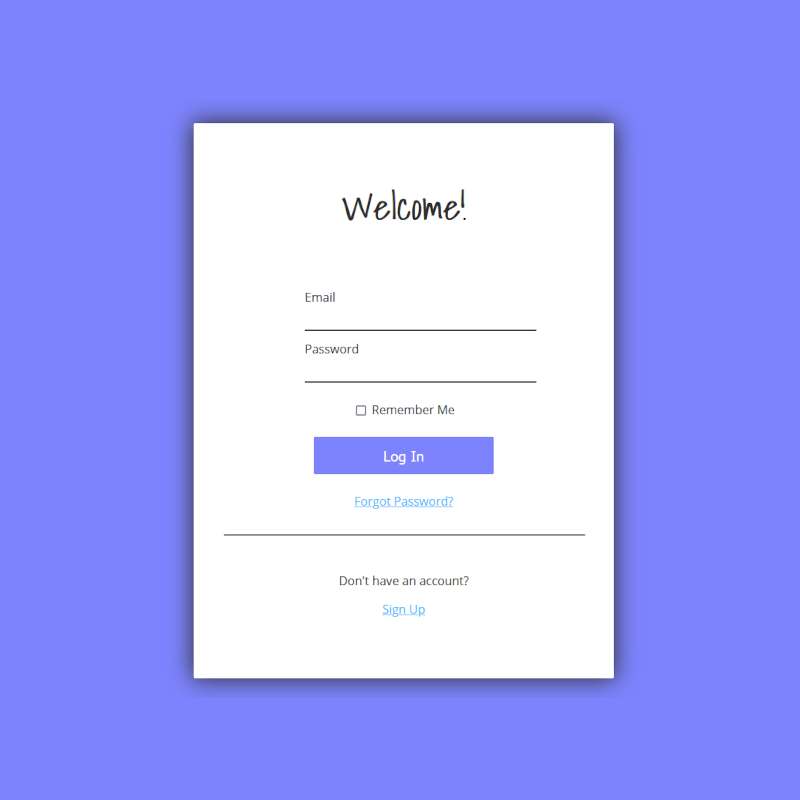 Welcome!
Email
Password
Remember Me
Log In
Forgot Password?
Don't have an account?
Sign Up